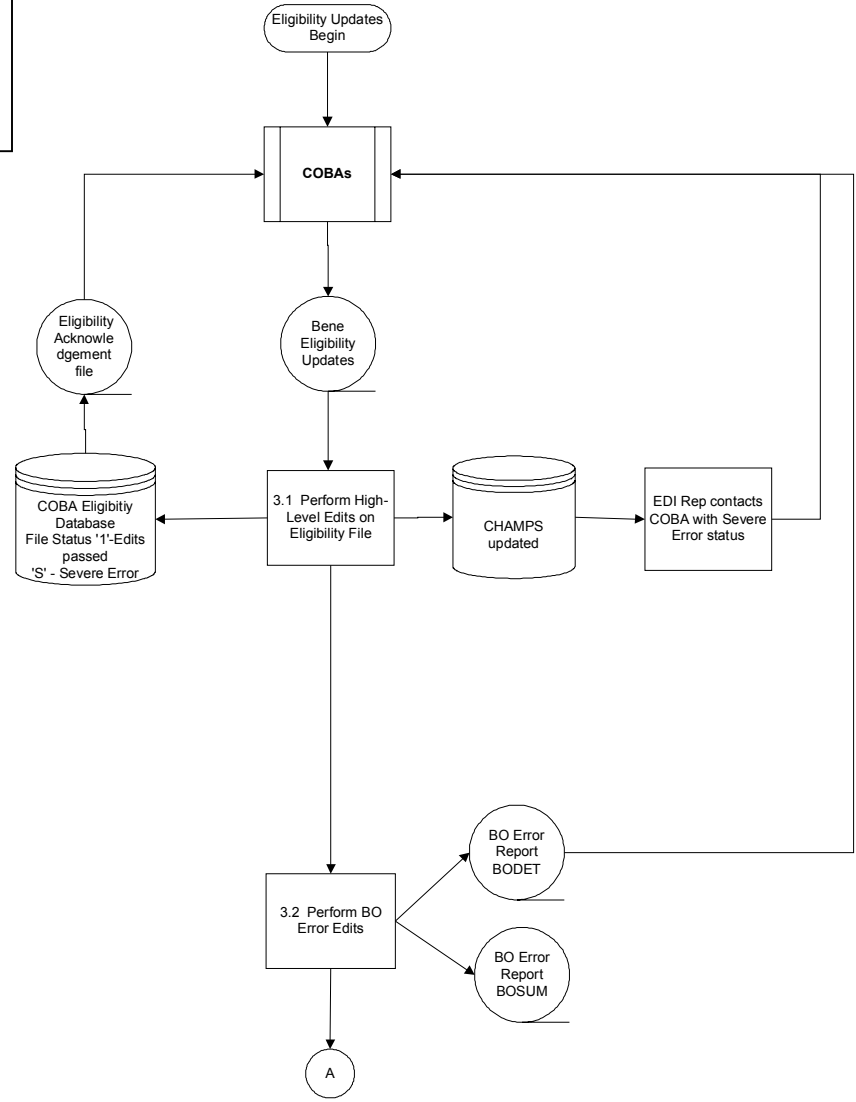 Eligibility Updates
Begin
COBAs
Eligibility
Acknowle
dgement
file
Bene
Eligibility
Updates
COBA Eligibitiy
Database
File Status '1'-Edits
passed
'S' - Severe Error
3.1 Perform High-
Level Edits on
Eligibility File
CHAMPS
updated
EDI Rep contacts
COBA with Severe
Error status
BO Error
Report
BODET
3.2 Perform BO
Error Edits
BO Error
Report
BOSUM
A